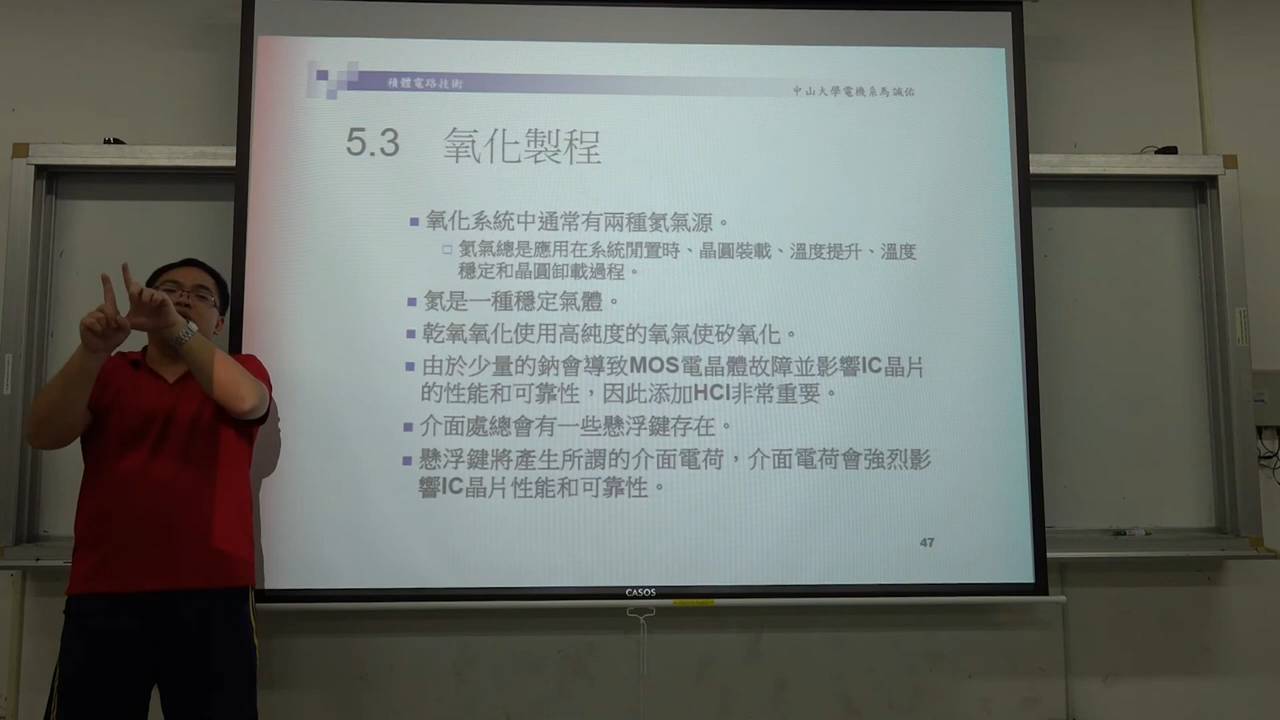 積體電路技術
中山大學電機系馬誠佑
5.3 氧化製程
氧化系統中通常有兩種氮氣源。
氮氣總是應用在系統閒置時、晶圓裝載、溫度提升、溫度
穩定和晶圓卸載過程。
氮是一種穩定氣體。
乾氧氧化使用高純度的氧氣使矽氧化。
由於少量的鈉會導致MOS電晶體故障並影響IC晶片
的性能和可靠性，因此添加HCl非常重要。
介面處總會有一些懸浮鍵存在。
懸浮鍵將產生所謂的介面電荷，介面電荷會強烈影
響IC晶片性能和可靠性。
47
CASOS